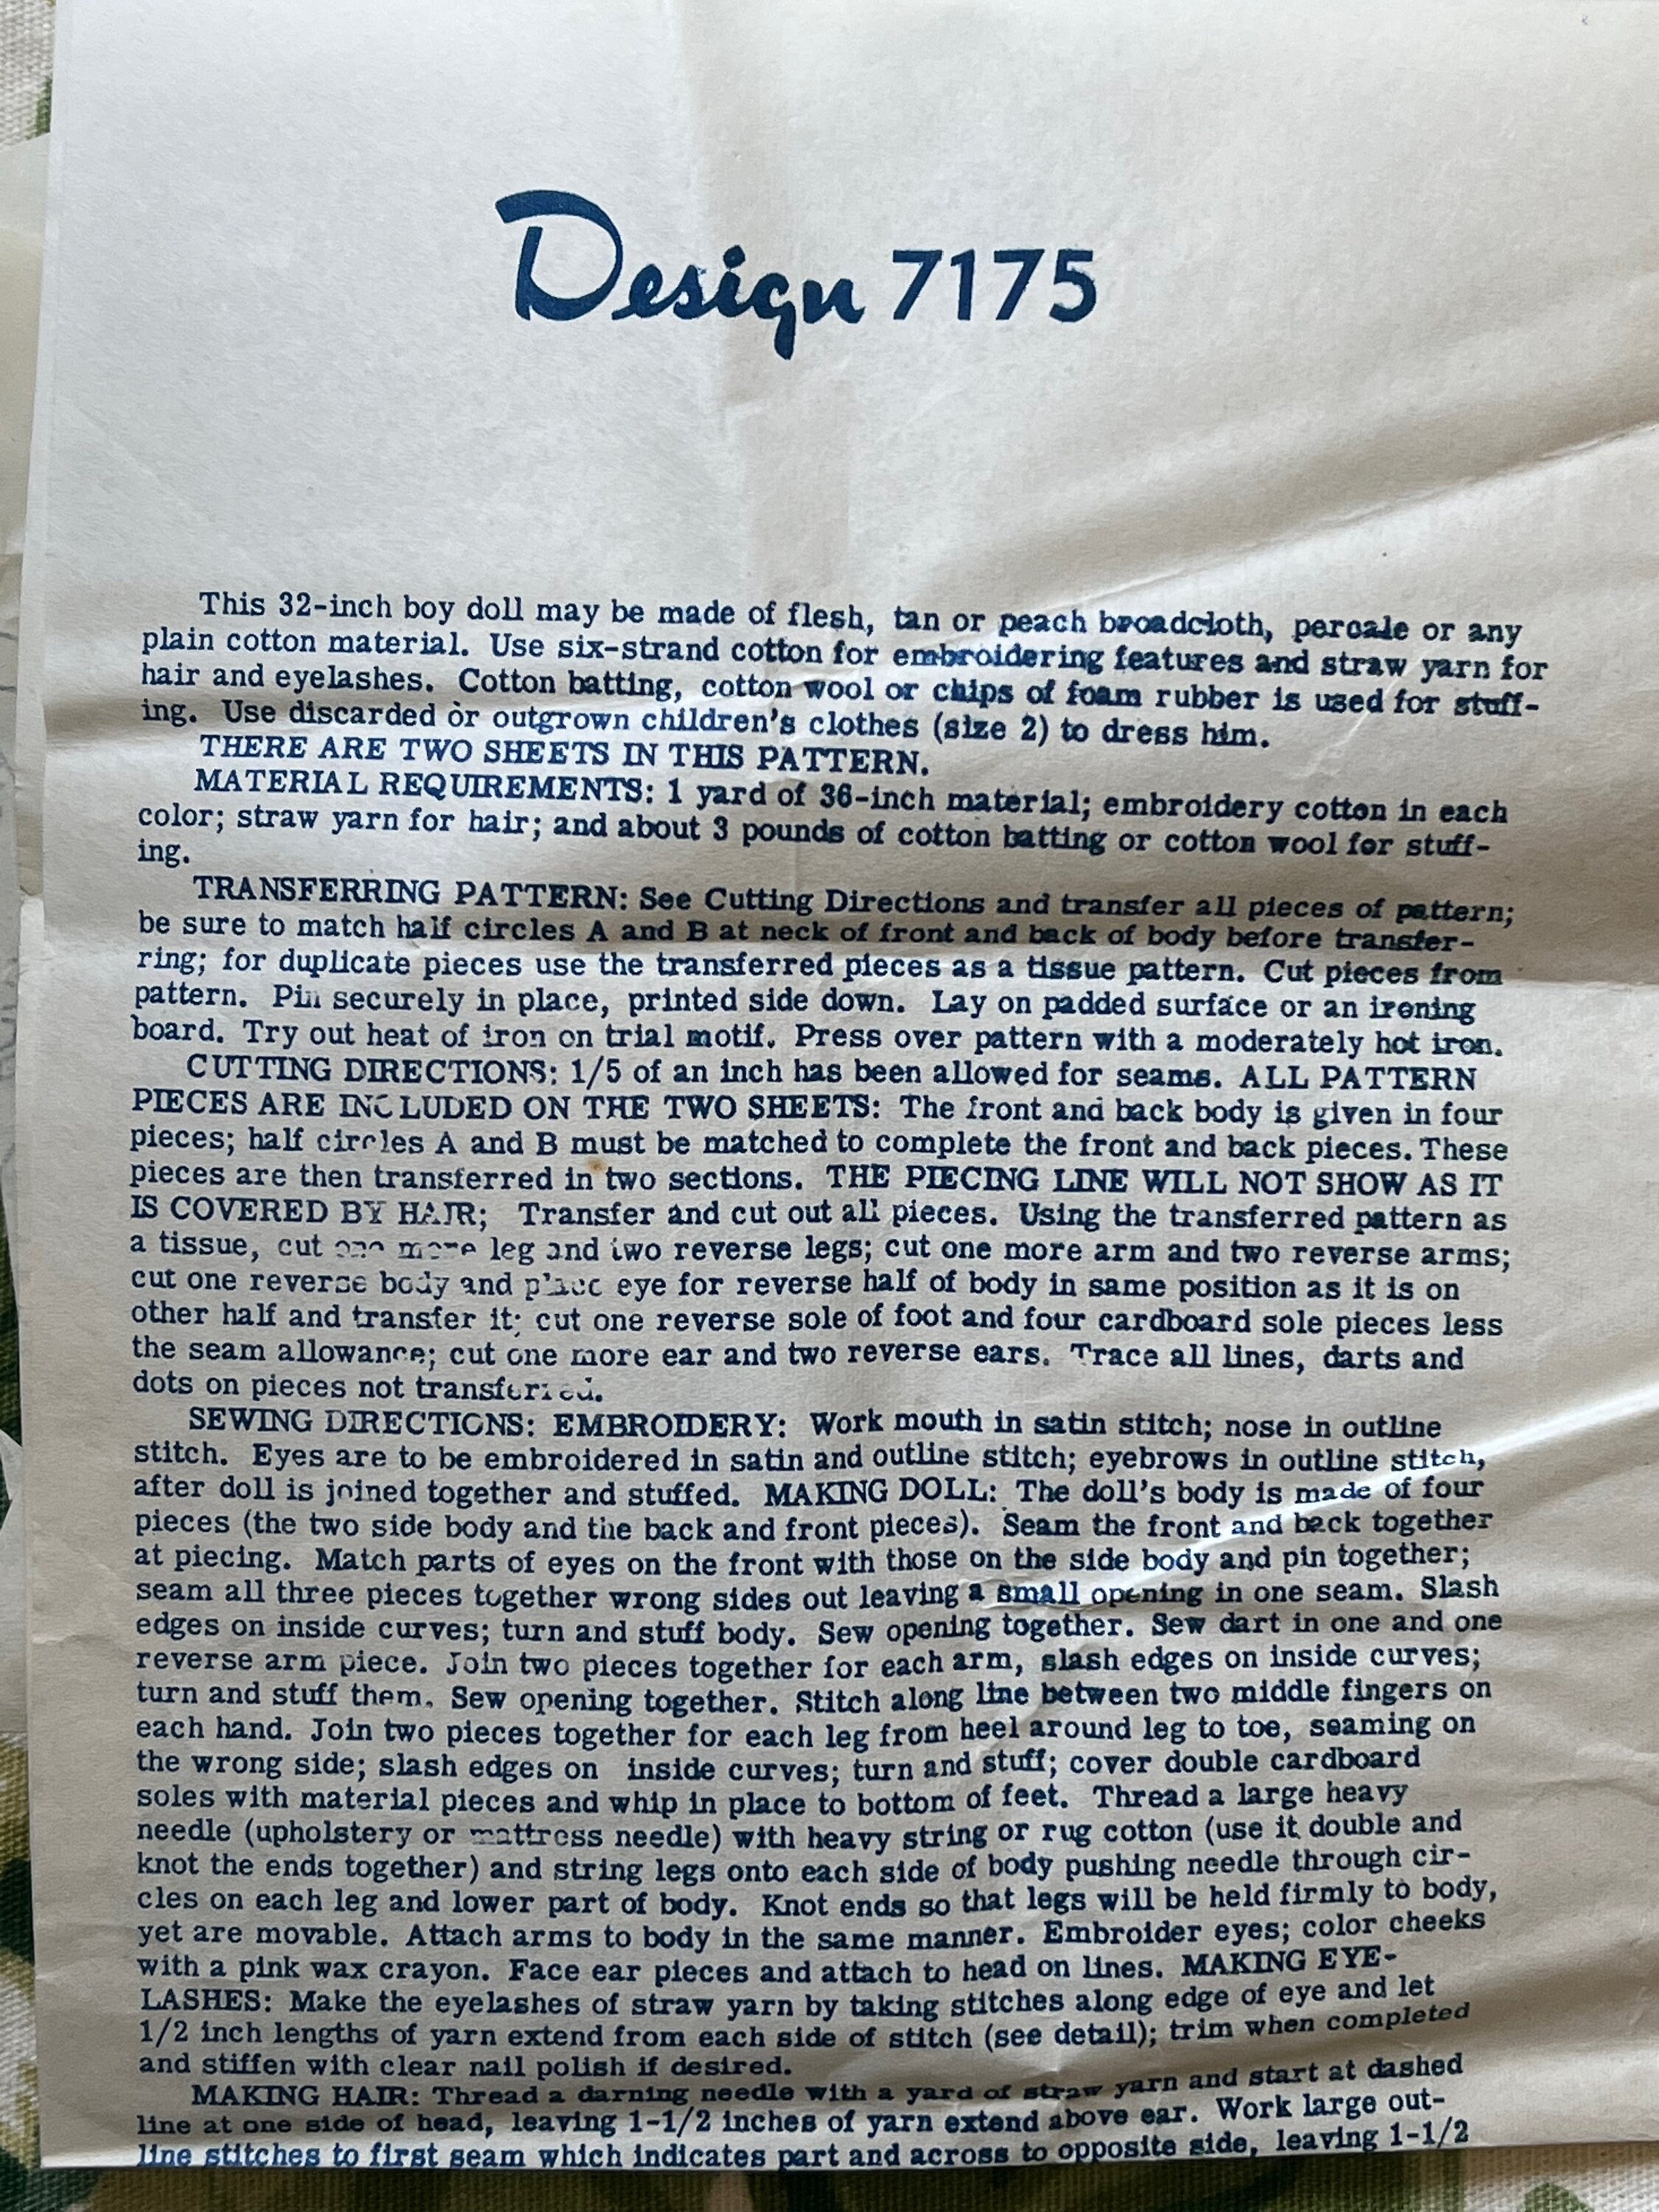 Design 7175
This 32-inch boy doll may be made of flesh, tan or peach broadcloth, percale or any
plain cotton material. Use six-strand cotton for embroidering features and straw yarn for
hair and eyelashes. Cotton batting, cotton wool or chips of foam rubber is used for stuff-
ing. Use discarded or outgrown children's clothes (size 2) to dress him.
THERE ARE TWO SHEETS IN THIS PATTERN.
MATERIAL REQUIREMENTS: 1 yard of 36-inch material; embroidery cotton in each
color; straw yarn for hair; and about 3 pounds of cotton batting or cotton wool for stuff-
ing.
TRANSFERRING PATTERN: See Cutting Directions and transfer all pieces of pattern;
be sure to match half circles A and B at neck of front and back of body before transfer-
ring; for duplicate pieces use the transferred pieces as a tissue pattern. Cut pieces from
pattern. Pin securely in place, printed side down. Lay on padded surface or an ironing
board. Try out heat of iron on trial motif. Press over pattern with a moderately hot iron.
CUTTING DIRECTIONS: 1/5 of an inch has been allowed for seams. ALL PATTERN
PIECES ARE INCLUDED ON THE TWO SHEETS: The front and back body is given in four
pieces; half circles A and B must be matched to complete the front and back pieces. These
pieces are then transferred in two sections. THE PIECING LINE WILL NOT SHOW AS IT
IS COVERED BY HAIR; Transfer and cut out all pieces. Using the transferred pattern as
a tissue, cut one more leg and two reverse legs; cut one more arm and two reverse arms;
cut one reverse body and place eye for reverse half of body in same position as it is on
other half and transfer it; cut one reverse sole of foot and four cardboard sole pieces less
the seam allowance; cut one more ear and two reverse ears. Trace all lines, darts and
dots on pieces not transferred.
SEWING DIRECTIONS: EMBROIDERY: Work mouth in satin stitch; nose in outline
stitch. Eyes are to be embroidered in satin and outline stitch; eyebrows in outline stitch,
after doll is joined together and stuffed. MAKING DOLL: The doll's body is made of four
pieces (the two side body and the back and front pieces). Seam the front and back together
at piecing. Match parts of eyes on the front with those on the side body and pin together;
seam all three pieces together wrong sides out leaving a small opening in one seam. Slash
edges on inside curves; turn and stuff body. Sew opening together. Sew dart in one and one
reverse arm piece. Join two pieces together for each arm, slash edges on inside curves;
turn and stuff them. Sew opening together. Stitch along line between two middle fingers on
each hand. Join two pieces together for each leg from heel around leg to toe, seaming on
the wrong side; slash edges on inside curves; turn and stuff; cover double cardboard
soles with material pieces and whip in place to bottom of feet. Thread a large heavy
needle (upholstery or mattress needle) with heavy string or rug cotton (use it double and
knot the ends together) and string legs onto each side of body pushing needle through cir-
cles on each leg and lower part of body. Knot ends so that legs will be held firmly to body,
yet are movable. Attach arms to body in the same manner. Embroider eyes; color cheeks
with a pink wax crayon. Face ear pieces and attach to head on lines. MAKING EYE-
LASHES: Make the eyelashes of straw yarn by taking stitches along edge of eye and let
1/2 inch lengths of yarn extend from each side of stitch (see detail); trim when completed
and stiffen with clear nail polish if desired.
MAKING HAIR: Thread a darning needle with a yard of straw yarn and start at dashed
line at one side of head, leaving 1-1/2 inches of yarn extend above ear. Work large out-
line stitches to first seam which indicates part and across to opposite side, leaving 1-1/2